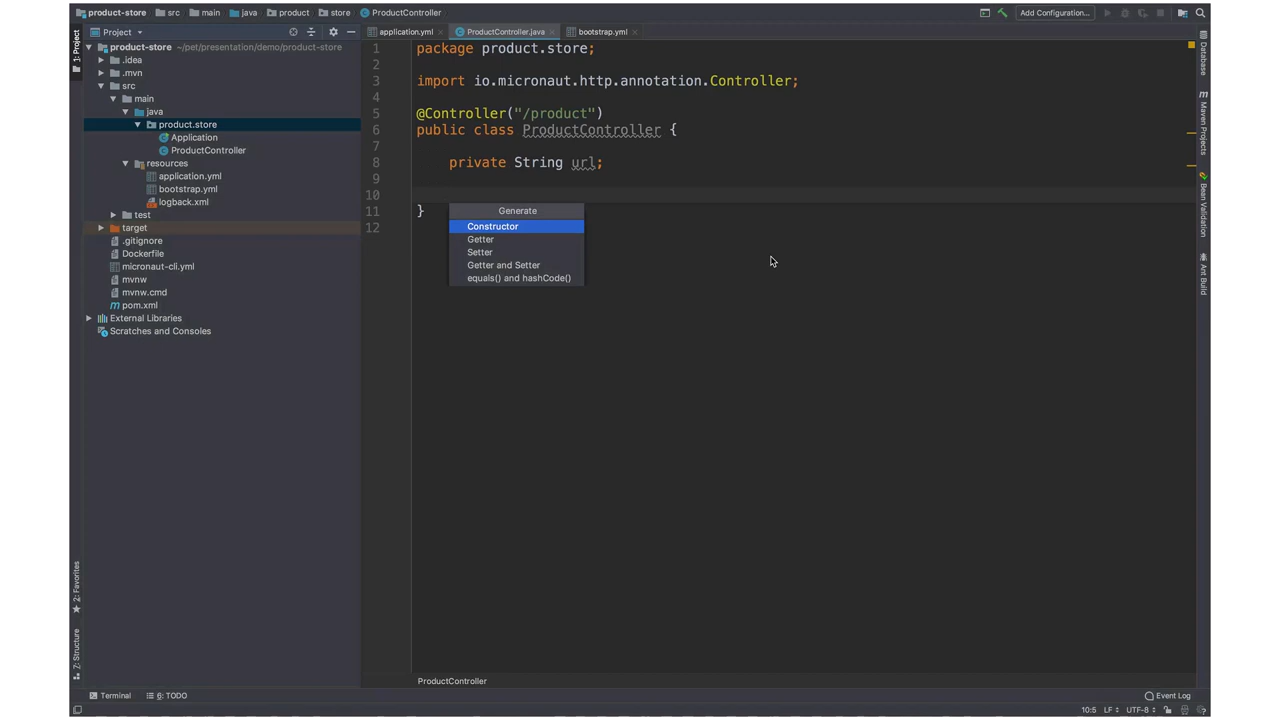 product-store src main java product store ProductController
Add Configuration...
Project
application.yml ProductController.java bootstrap.yml
1: Project
product-store ~/pet/presentation/demo/product-store
.idea
.mvn
src
main
java
product.store
Application
ProductController
resources
application.yml
bootstrap.yml
logback.xml
test
target
.gitignore
Dockerfile
micronaut-cli.yml
mvnw
mvnw.cmd
pom.xml
External Libraries
Scratches and Consoles
1 package product.store;
2
3 import io.micronaut.http.annotation.Controller;
4
5 @Controller("/product")
6 public class ProductController {
7
8 private String url;
9
10
11 }
12
Generate
Constructor
Getter
Setter
Getter and Setter
equals() and hashCode()
Database
Maven Projects
Bean Validation
Ant Build
2: Favorites
7: Structure
ProductController
Terminal 6: TODO
Event Log
10:5 LF UTF-8